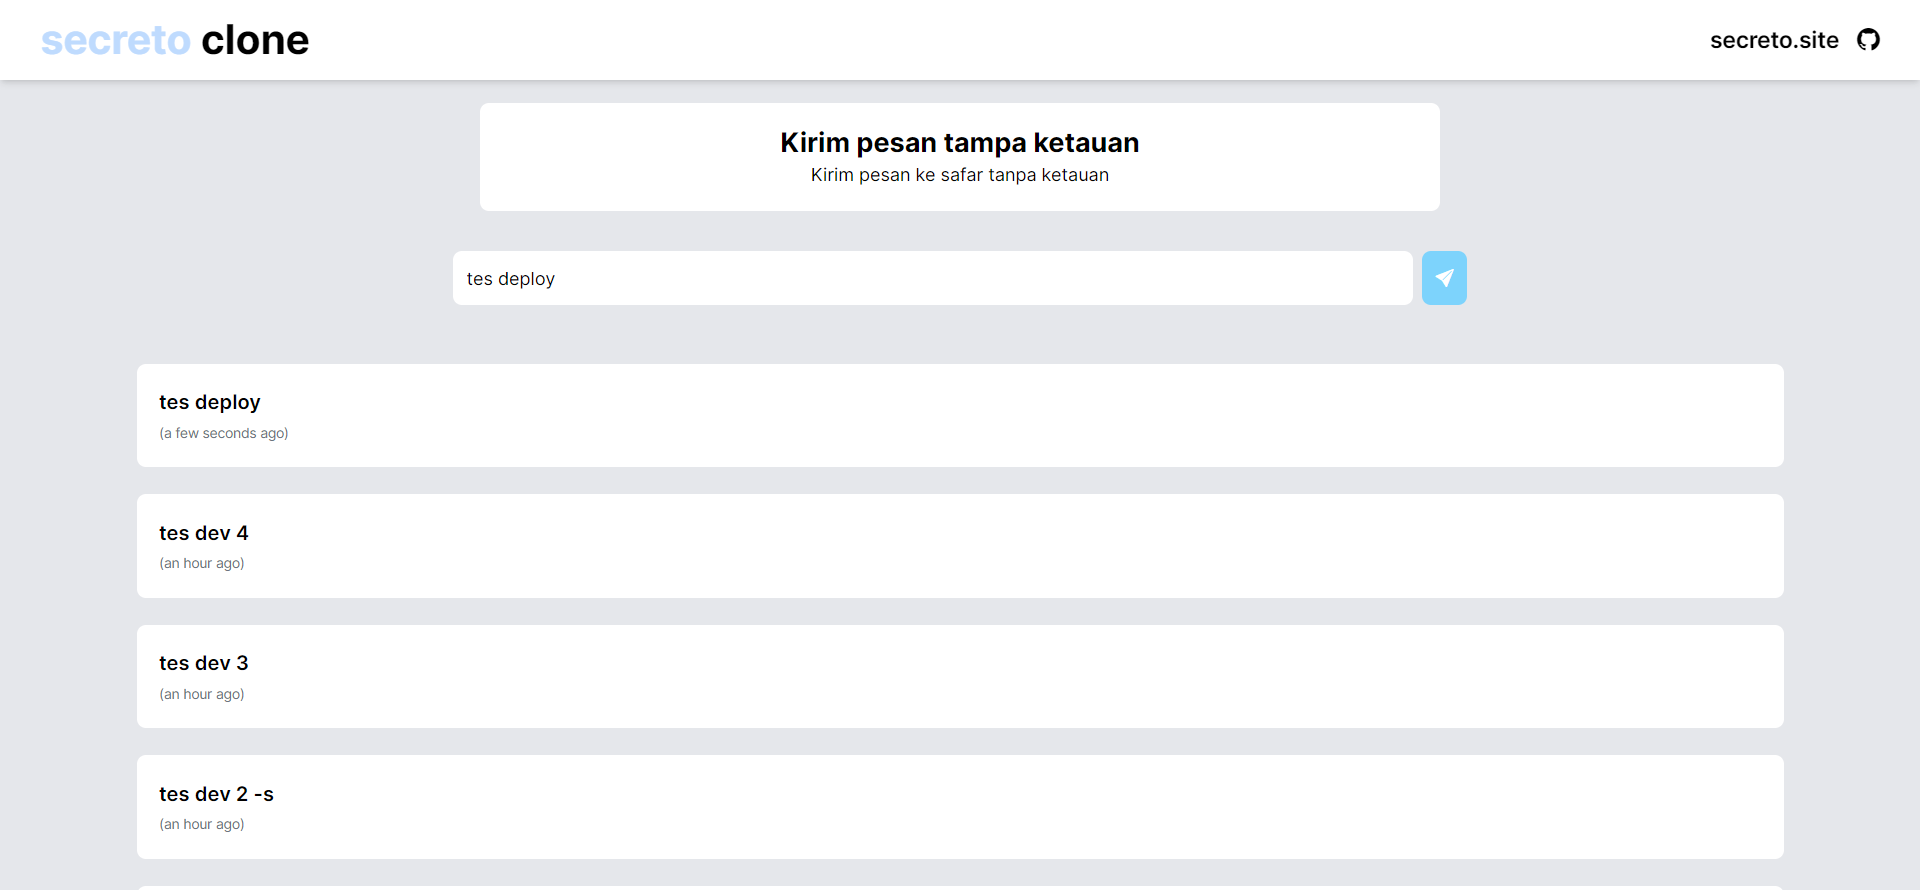 secreto clone
secreto.site
Kirim pesan tampa ketauan
Kirim pesan ke safar tanpa ketauan
tes deploy
tes deploy
(a few seconds ago)
tes dev 4
(an hour ago)
tes dev 3
(an hour ago)
tes dev 2 -s
(an hour ago)